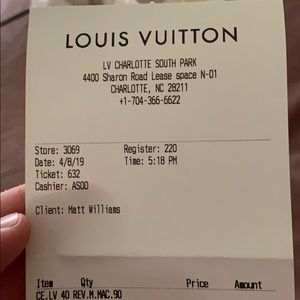 LOUIS VUITTON
LV CHARLOTTE SOUTH PARK
4400 Sharon Road Lease space N-01
CHARLOTTE, NC 28211
+1-704-366-6622
Store: 3069 Register: 220
Date: 4/8/19 Time: 5:18 PM
Ticket: 632
Cashier: ASOO
Client: Matt Williams
Item Qty Price Amount
CE.LV 40 REV.M.MAC.90